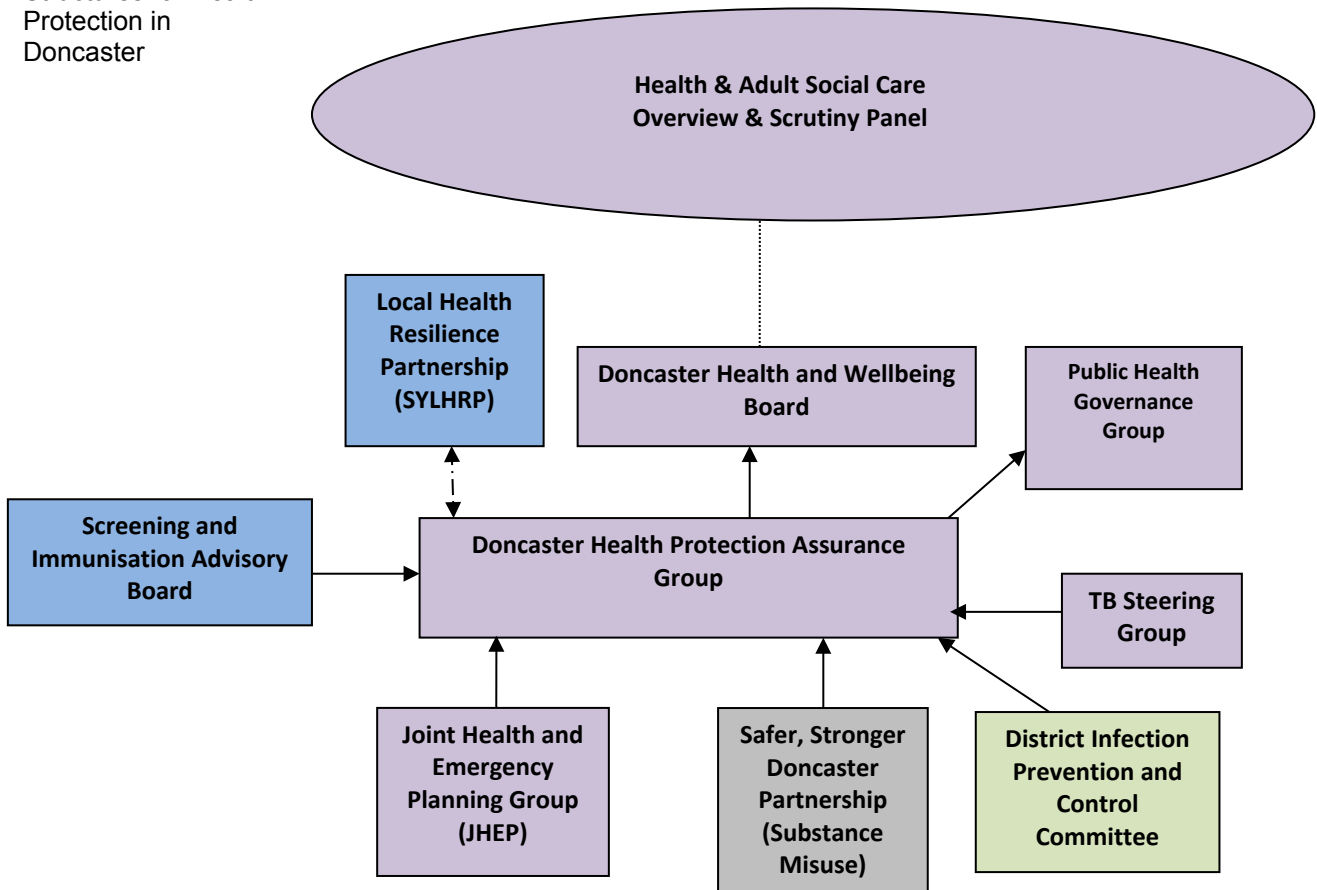 Protection in
Doncaster
Health & Adult Social Care
Overview & Scrutiny Panel
Local Health
Resilience
Partnership
(SYLHRP)
Doncaster Health and Wellbeing
Board
Public Health
Governance
Group
Screening and
Immunisation Advisory
Board
Doncaster Health Protection Assurance
Group
TB Steering
Group
Joint Health and
Emergency
Planning Group
(JHEP)
Safer, Stronger
Doncaster
Partnership
(Substance
Misuse)
District Infection
Prevention and
Control
Committee